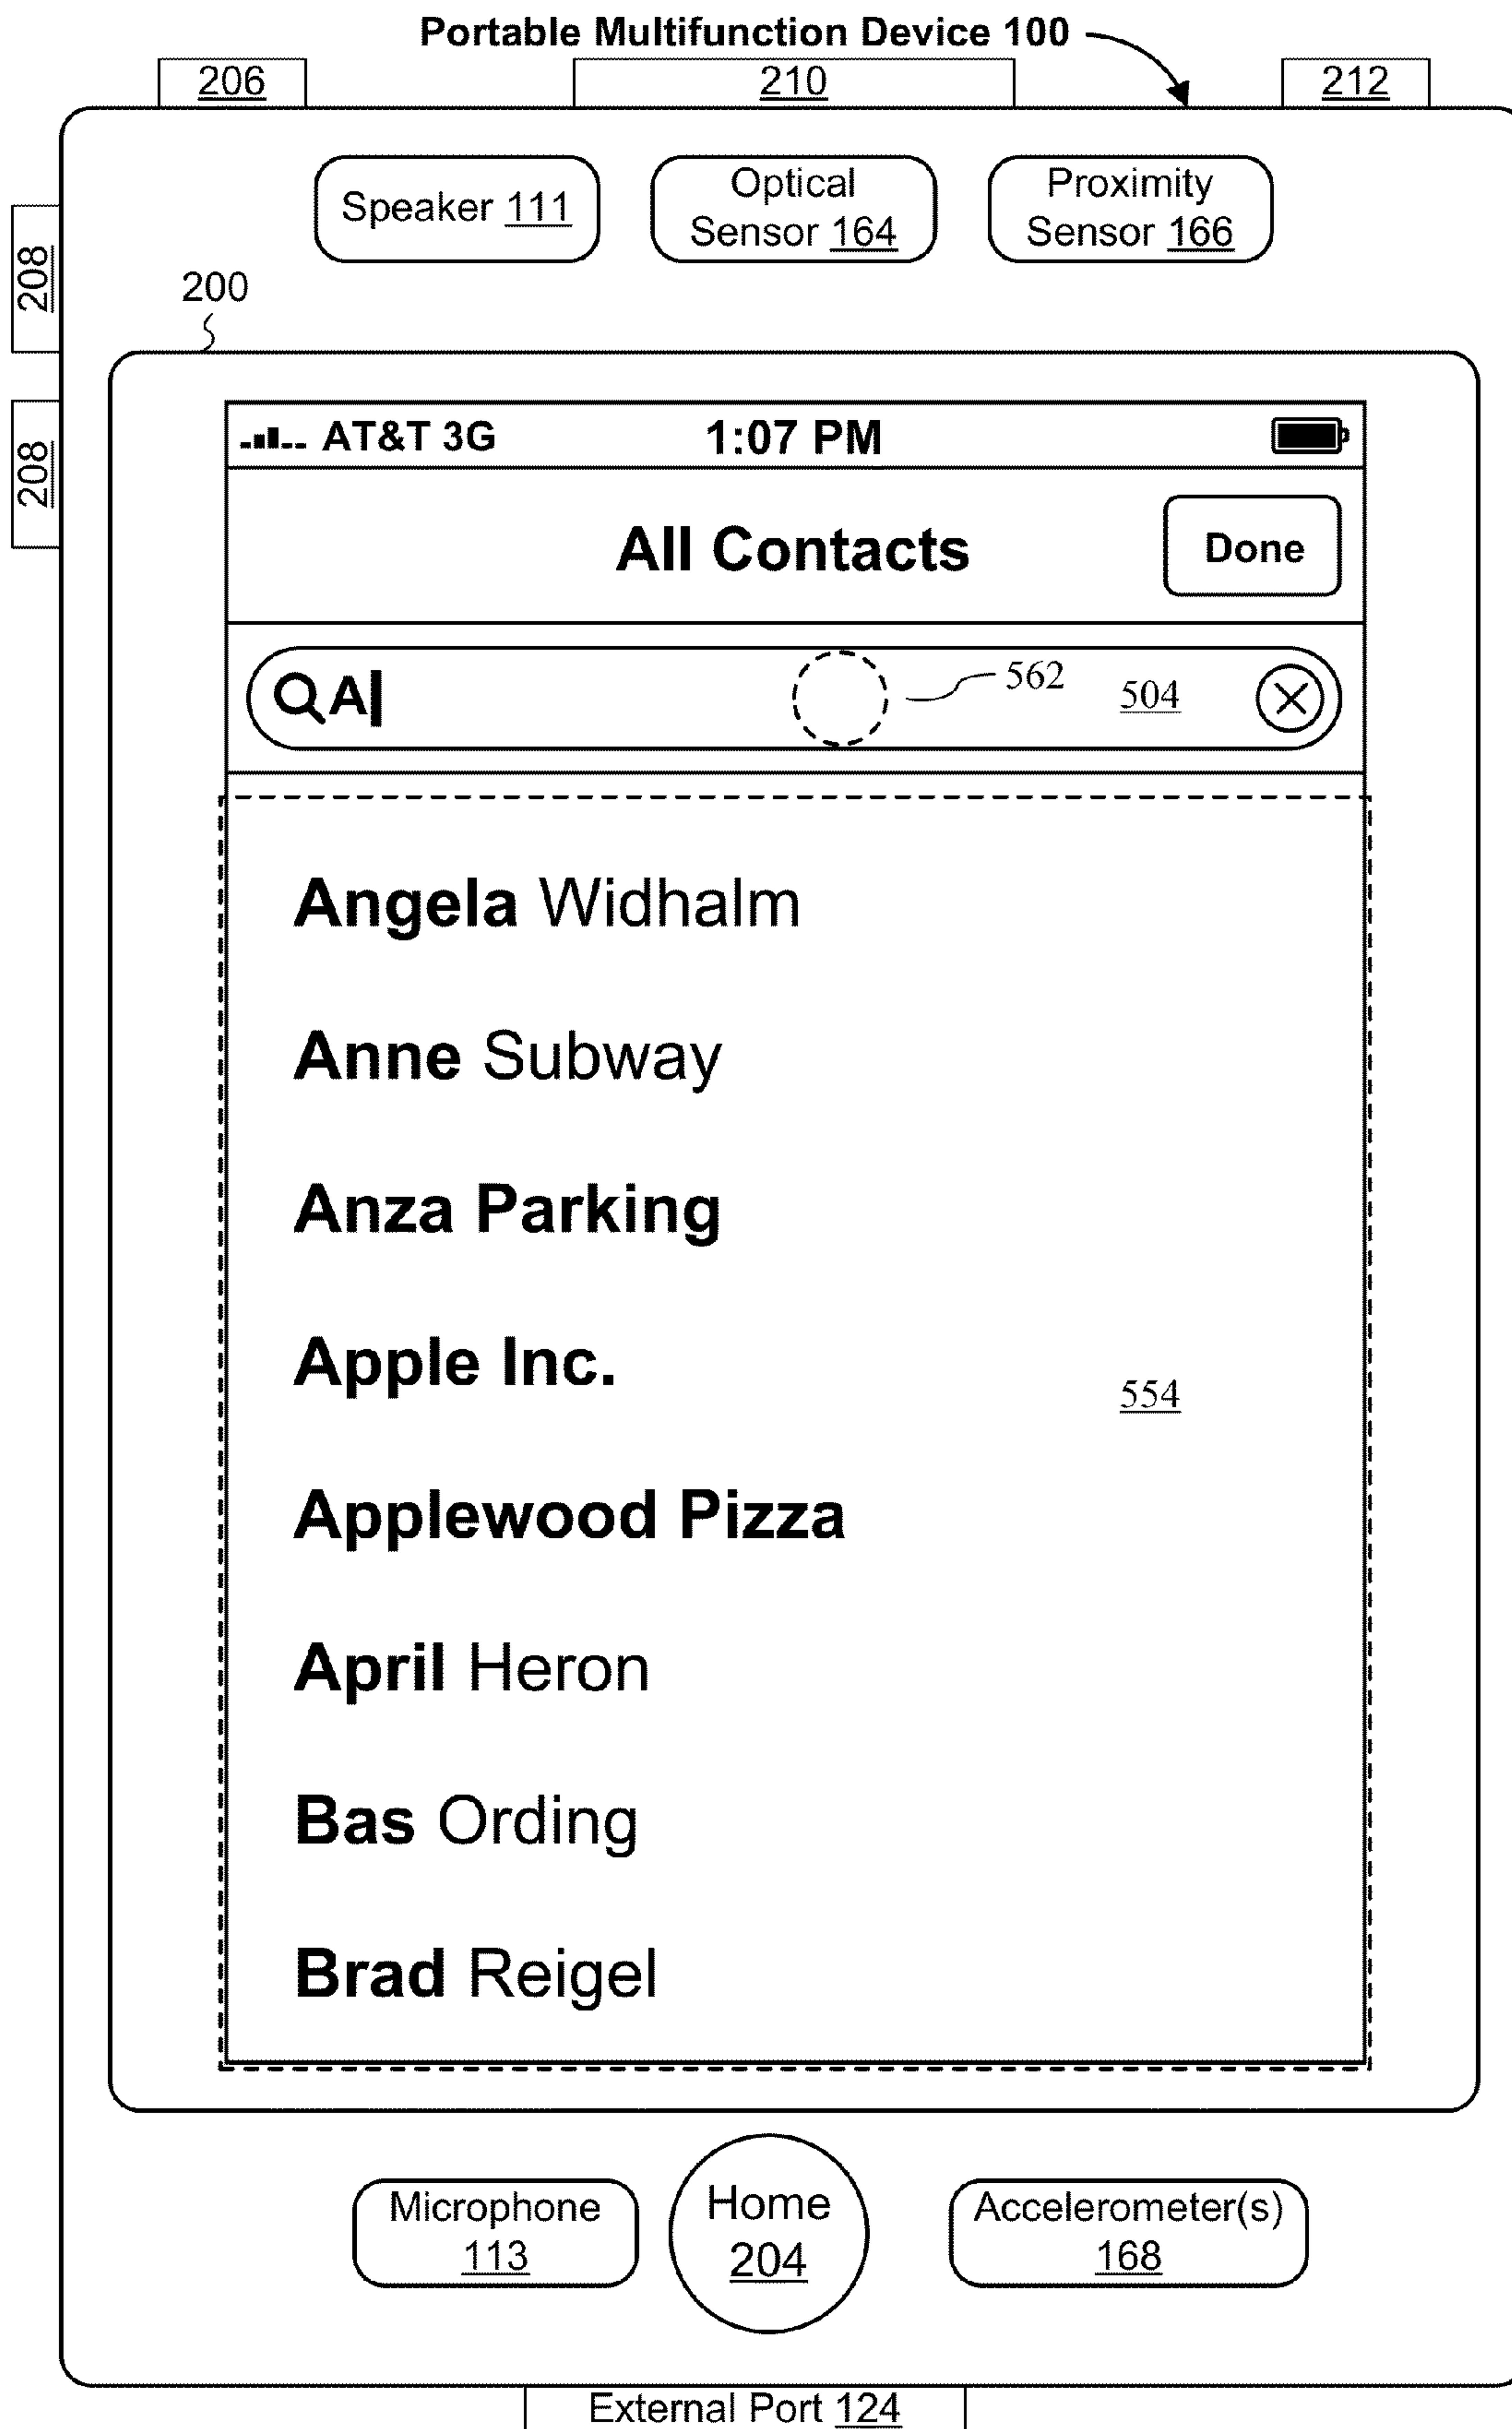 Portable Multifunction Device 100
206 210 212
Speaker 111
Optical
Sensor 164
Proximity
Sensor 166
208
200
208
AT&T 3G 1:07 PM
All Contacts Done
A 562 504
Angela Widhalm
Anne Subway
Anza Parking
Apple Inc.
554
Applewood Pizza
April Heron
Bas Ording
Brad Reigel
Microphone
113
Home
204
Accelerometer(s)
168
External Port 124